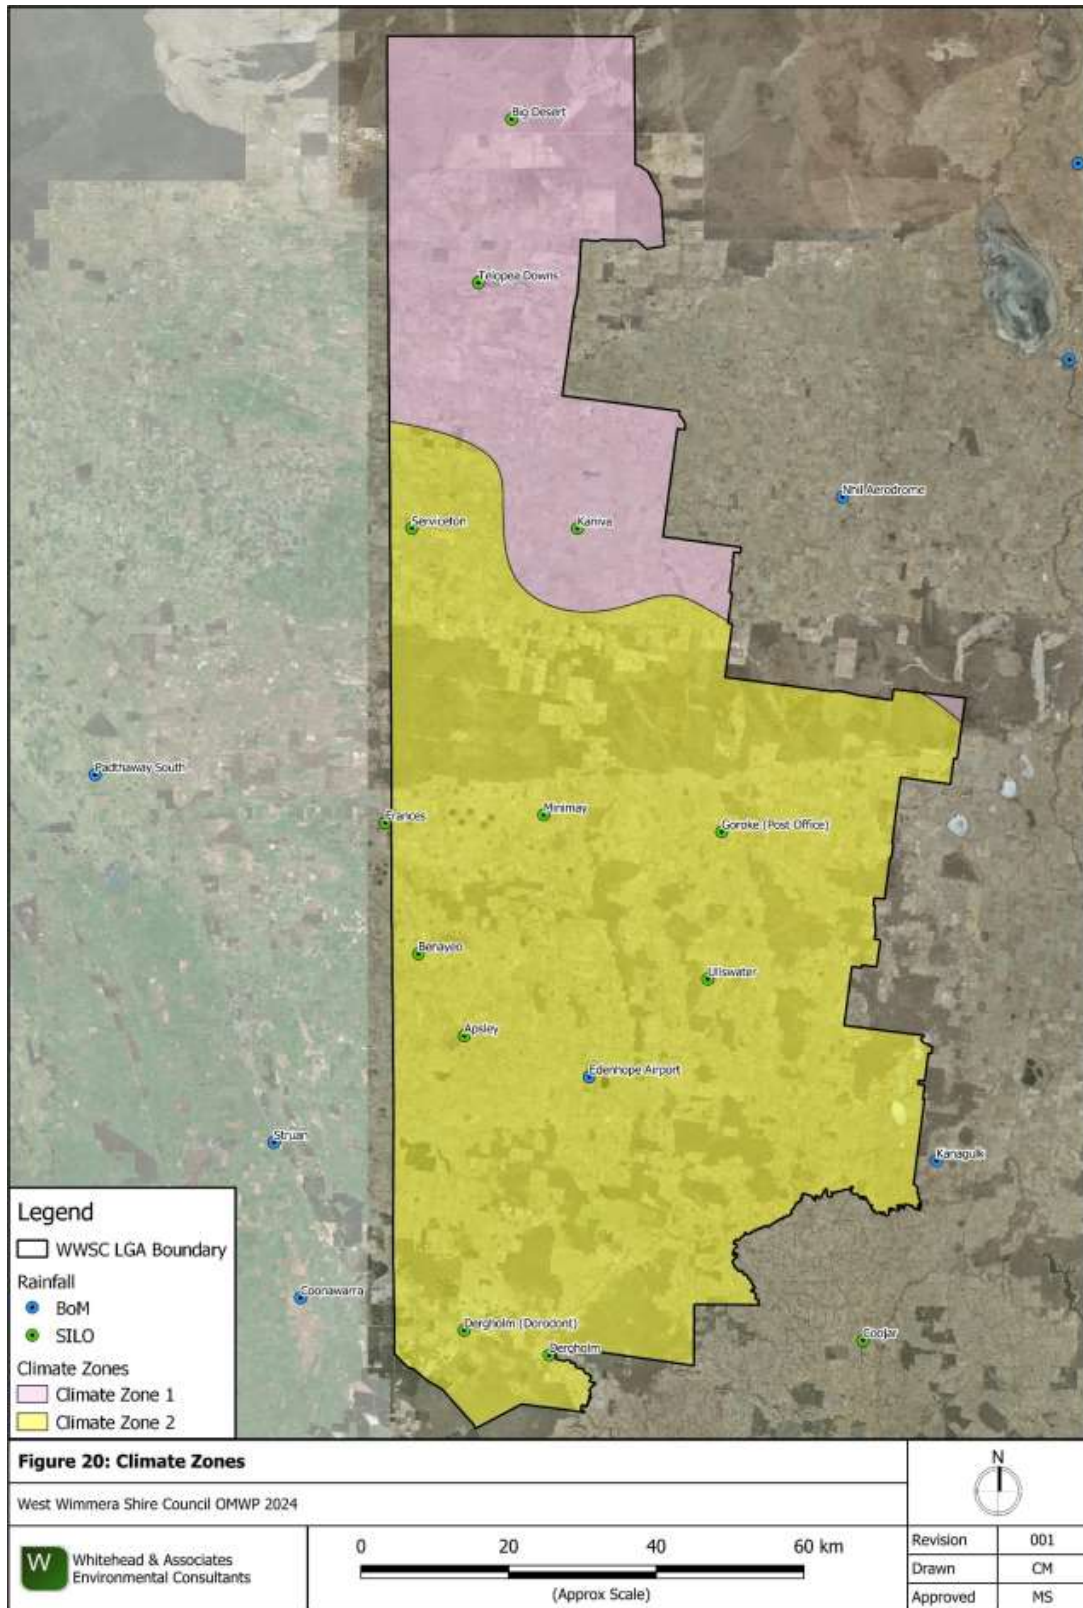 Big Desert
Telopea Downs
Nhil Aerodrome
Serviceton
Kaniva
Padthaway South
Frances
Minimay
Goroke (Post Office)
Benayeo
Ullswater
Apsley
Edenhope Airport
Struan
Kanagulk
Coonawarra
Dergholm (Dorodont)
Dergholm
Coojar
Legend
WWSC LGA Boundary
Rainfall
BoM
SILO
Climate Zones
Climate Zone 1
Climate Zone 2
Figure 20: Climate Zones
West Wimmera Shire Council OMWP 2024
N
W
Whitehead & Associates
Environmental Consultants
0 20 40 60 km
(Approx Scale)
Revision 001
Drawn CM
Approved MS